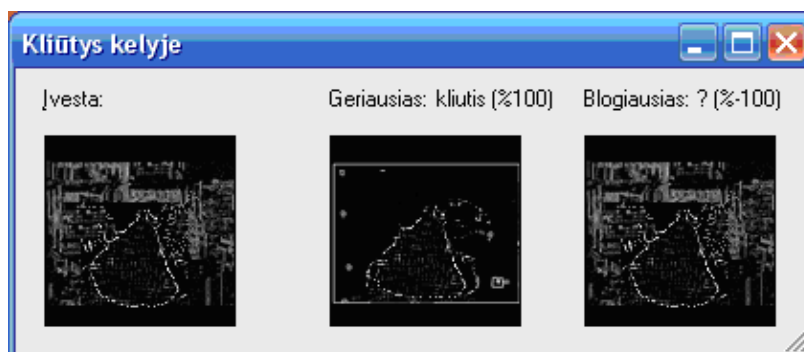 Kliūtys kelyje
Įvesta: Geriausias: kliutis (%100) Blogiausias: ? (%-100)